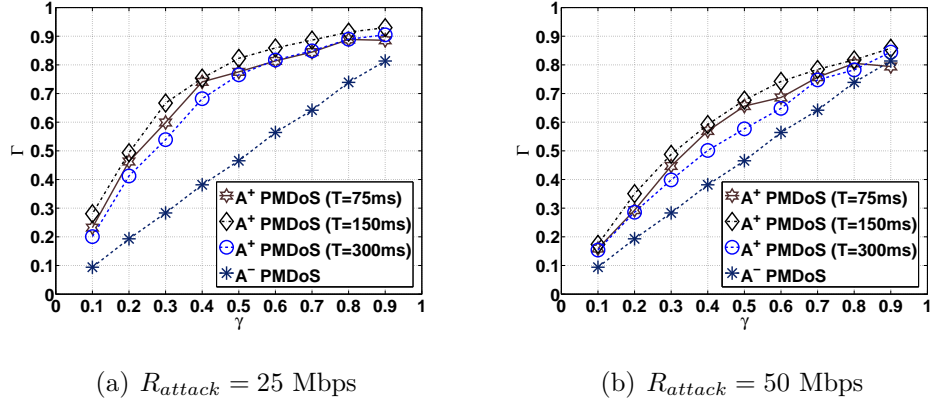 1
0.9
0.8
0.7
0.6
0.5
0.4
0.3
0.2
0.1
0
Γ
0 0.1 0.2 0.3 0.4 0.5 0.6 0.7 0.8 0.9 1
γ
A+ PMDoS (T=75ms)
A+ PMDoS (T=150ms)
A+ PMDoS (T=300ms)
A− PMDoS
(a) R_attack = 25 Mbps
1
0.9
0.8
0.7
0.6
0.5
0.4
0.3
0.2
0.1
0
Γ
0 0.1 0.2 0.3 0.4 0.5 0.6 0.7 0.8 0.9 1
γ
A+ PMDoS (T=75ms)
A+ PMDoS (T=150ms)
A+ PMDoS (T=300ms)
A− PMDoS
(b) R_attack = 50 Mbps